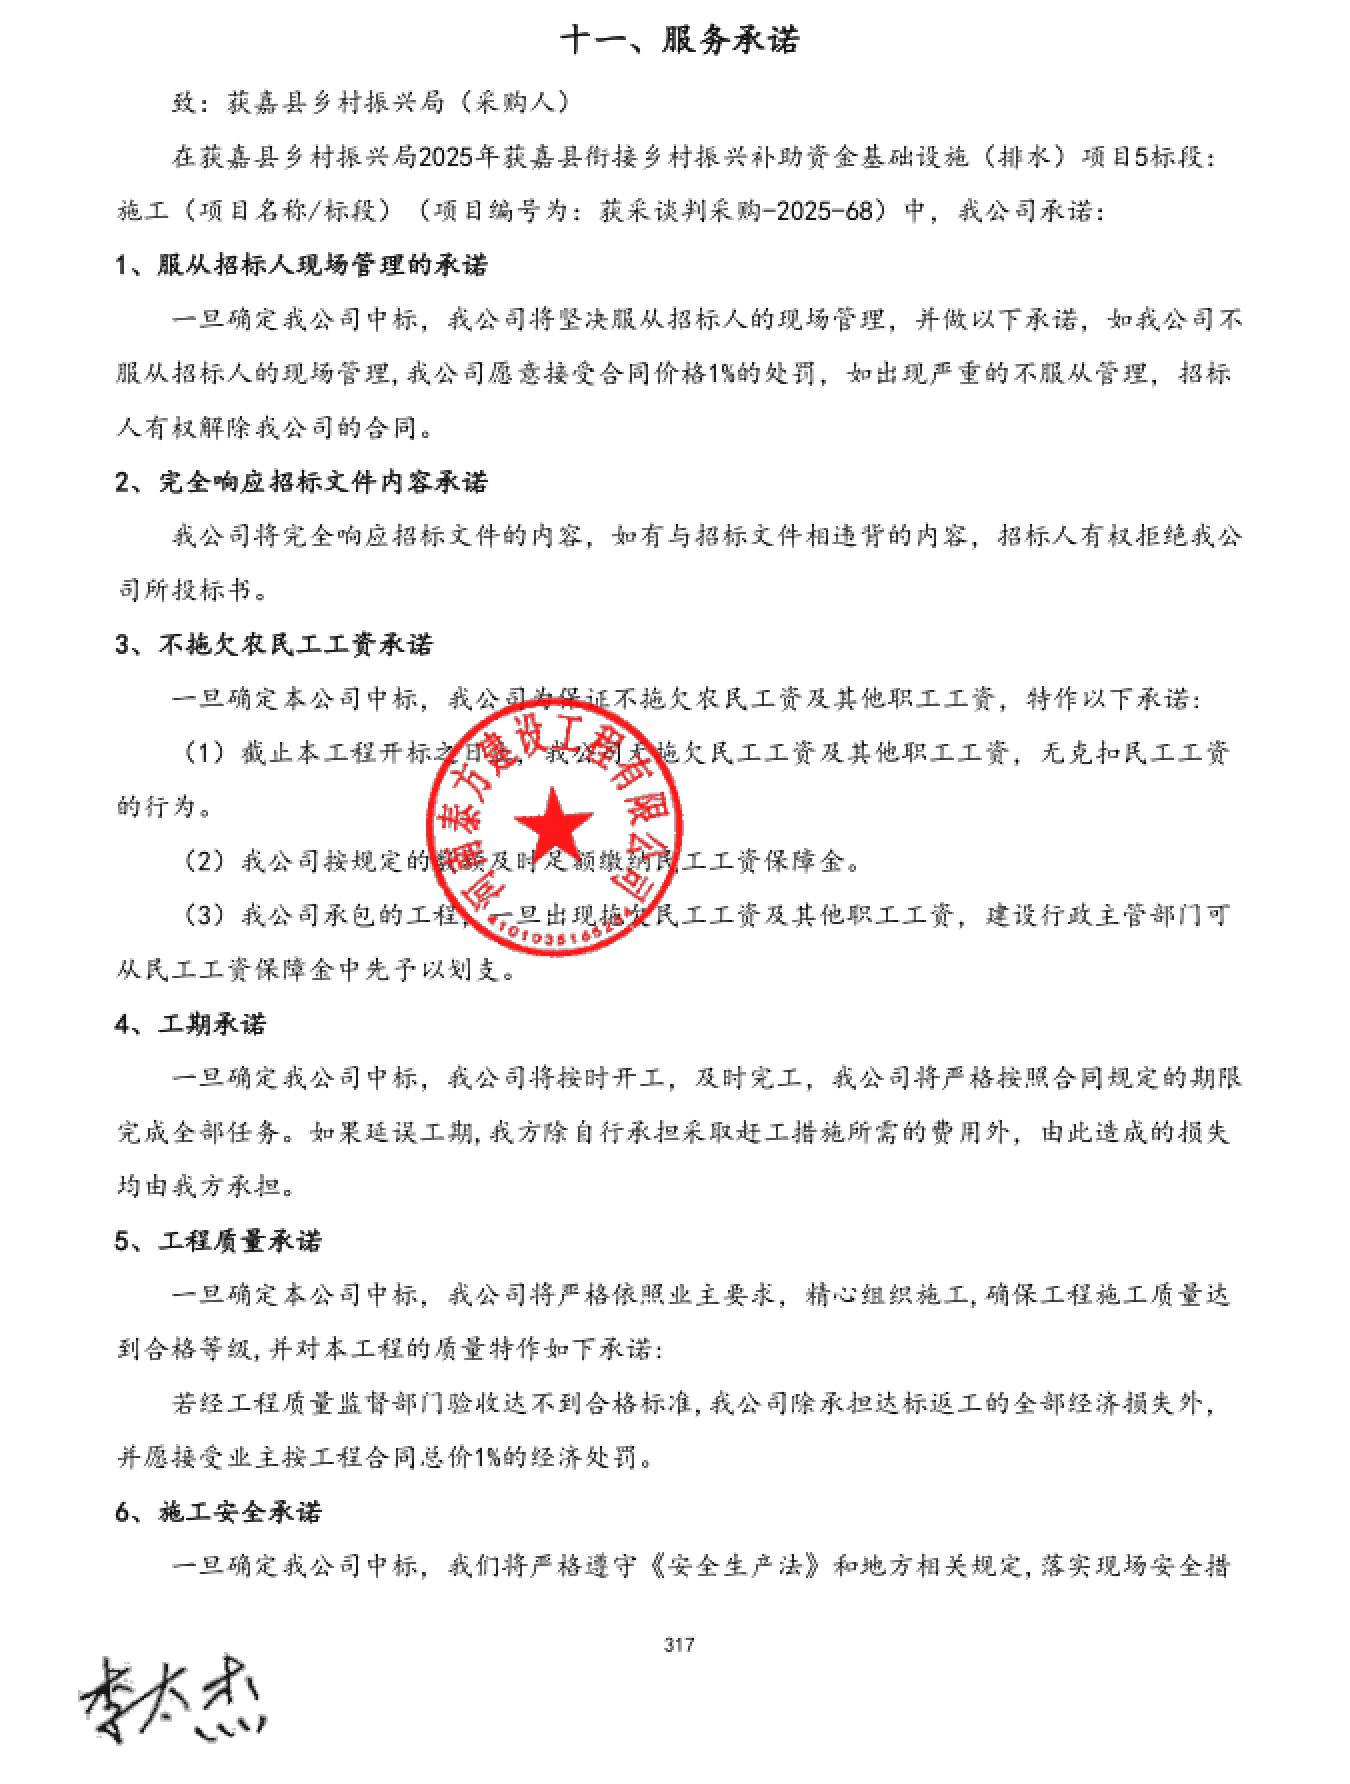 十一、服务承诺
致：获嘉县乡村振兴局（采购人）
在获嘉县乡村振兴局2025年获嘉县衔接乡村振兴补助资金基础设施（排水）项目5标段：
施工（项目名称/标段）（项目编号为：获采谈判采购-2025-68）中，我公司承诺：
1、服从招标人现场管理的承诺
一旦确定我公司中标，我公司将坚决服从招标人的现场管理，并做以下承诺，如我公司不
服从招标人的现场管理,我公司愿意接受合同价格1%的处罚，如出现严重的不服从管理，招标
人有权解除我公司的合同。
2、完全响应招标文件内容承诺
我公司将完全响应招标文件的内容，如有与招标文件相违背的内容，招标人有权拒绝我公
司所投标书。
3、不拖欠农民工工资承诺
一旦确定本公司中标，我公司为保证不拖欠农民工资及其他职工工资，特作以下承诺：
（1）截止本工程开标之日，我公司无拖欠民工工资及其他职工工资，无克扣民工工资
的行为。
（2）我公司按规定的数额及时足额缴纳民工工资保障金。
（3）我公司承包的工程，一旦出现拖欠民工工资及其他职工工资，建设行政主管部门可
从民工工资保障金中先予以划支。
河南泰方建设工程有限公司
4、工期承诺
一旦确定我公司中标，我公司将按时开工，及时完工，我公司将严格按照合同规定的期限
完成全部任务。如果延误工期,我方除自行承担采取赶工措施所需的费用外，由此造成的损失
均由我方承担。
5、工程质量承诺
一旦确定本公司中标，我公司将严格依照业主要求，精心组织施工,确保工程施工质量达
到合格等级,并对本工程的质量特作如下承诺：
若经工程质量监督部门验收达不到合格标准,我公司除承担达标返工的全部经济损失外，
并愿接受业主按工程合同总价1%的经济处罚。
6、施工安全承诺
一旦确定我公司中标，我们将严格遵守《安全生产法》和地方相关规定,落实现场安全措
317
李太杰